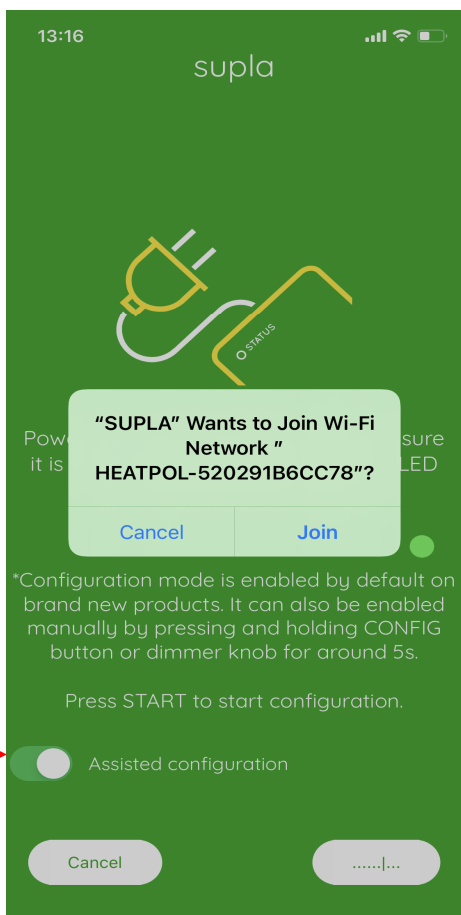 13:16
supla
STATUS
“SUPLA” Wants to Join Wi-Fi
Network ”
HEATPOL-520291B6CC78”?
Pow sure
it is LED
Cancel Join
*Configuration mode is enabled by default on
brand new products. It can also be enabled
manually by pressing and holding CONFIG
button or dimmer knob for around 5s.
Press START to start configuration.
Assisted configuration
Cancel ......|...